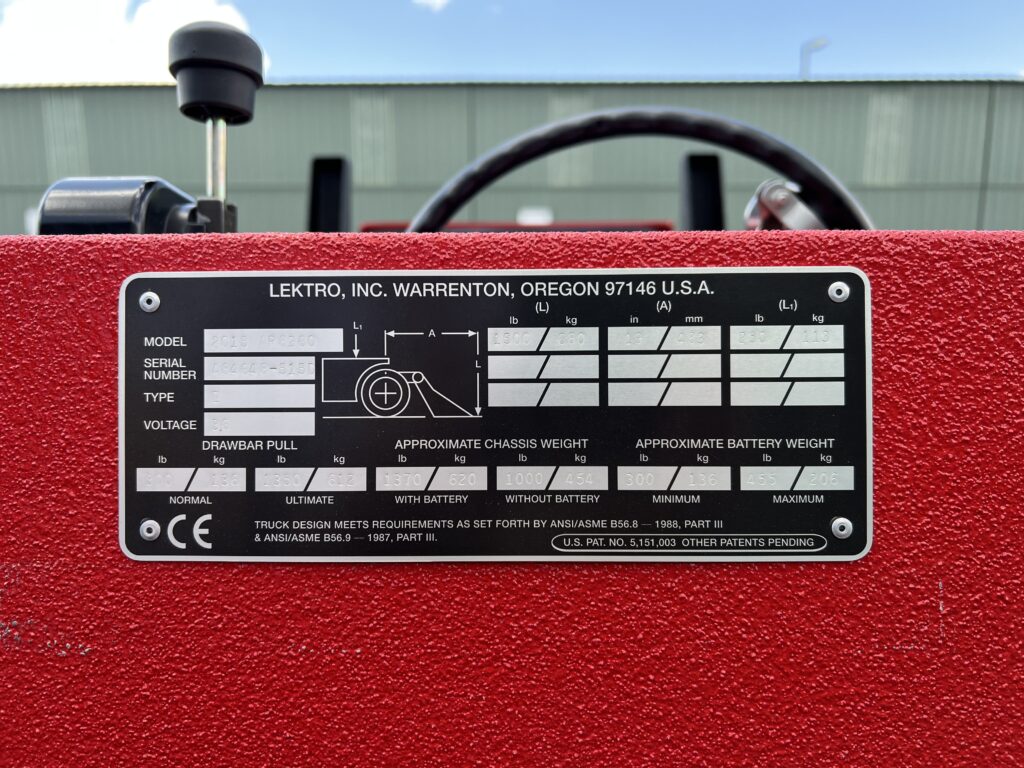 LEKTRO, INC. WARRENTON, OREGON 97146 U.S.A.
(L) (A) (L₁)
lb kg in mm lb kg
MODEL
SERIAL NUMBER
TYPE
VOLTAGE
L₁ A L
DRAWBAR PULL APPROXIMATE CHASSIS WEIGHT APPROXIMATE BATTERY WEIGHT
lb kg lb kg lb kg lb kg lb kg lb kg
300 / 136 1350 / 612 1370 / 620 1000 / 454 300 / 136 455 / 206
NORMAL ULTIMATE WITH BATTERY WITHOUT BATTERY MINIMUM MAXIMUM
CE TRUCK DESIGN MEETS REQUIREMENTS AS SET FORTH BY ANSI/ASME B56.8 — 1988, PART III
& ANSI/ASME B56.9 — 1987, PART III.
U.S. PAT. NO. 5,151,003 OTHER PATENTS PENDING